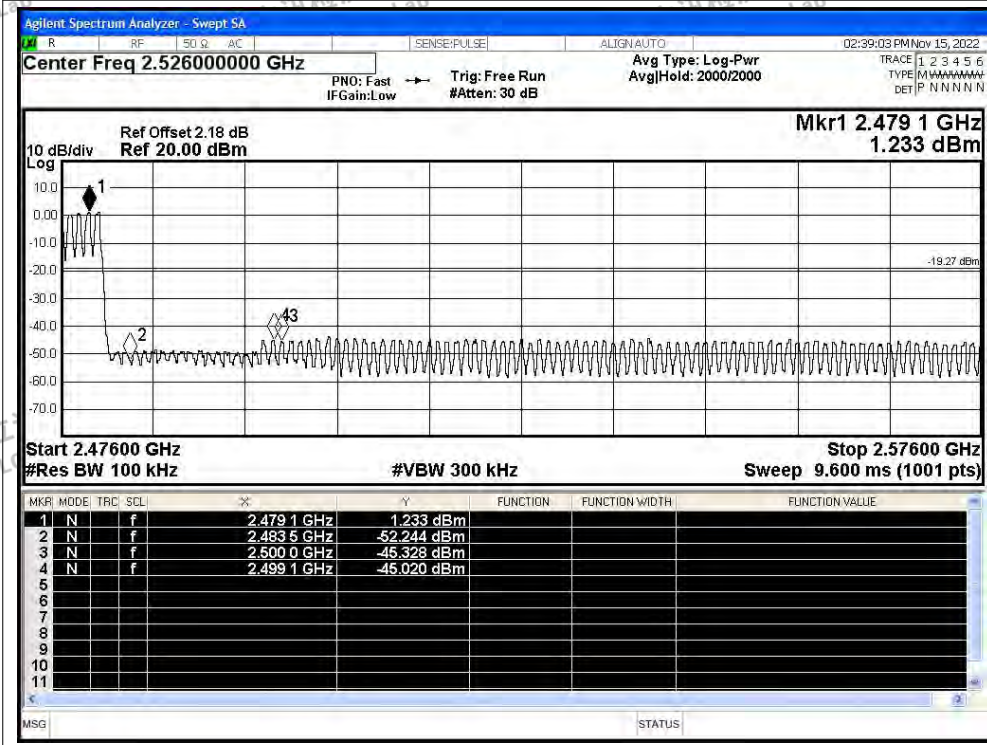 Agilent Spectrum Analyzer - Swept SA
R RF 50 Ω AC SENSE:PULSE ALIGN AUTO 02:39:03 PM Nov 15, 2022
Center Freq 2.526000000 GHz
PNO: Fast
IFGain:Low
Trig: Free Run
#Atten: 30 dB
Avg Type: Log-Pwr
Avg|Hold: 2000/2000
TRACE 1 2 3 4 5 6
TYPE M
DET P N N N N N
Mkr1 2.479 1 GHz
1.233 dBm
Ref Offset 2.18 dB
10 dB/div Ref 20.00 dBm
Log
10.0
0.00
-10.0
-20.0
-30.0
-40.0
-50.0
-60.0
-70.0
1
2
43
-19.27 dBm
Start 2.47600 GHz Stop 2.57600 GHz
#Res BW 100 kHz #VBW 300 kHz Sweep 9.600 ms (1001 pts)
MKR MODE TRC SCL X Y FUNCTION FUNCTION WIDTH FUNCTION VALUE
1 N f 2.479 1 GHz 1.233 dBm
2 N f 2.483 5 GHz -52.244 dBm
3 N f 2.500 0 GHz -45.328 dBm
4 N f 2.499 1 GHz -45.020 dBm
5
6
7
8
9
10
11
MSG STATUS